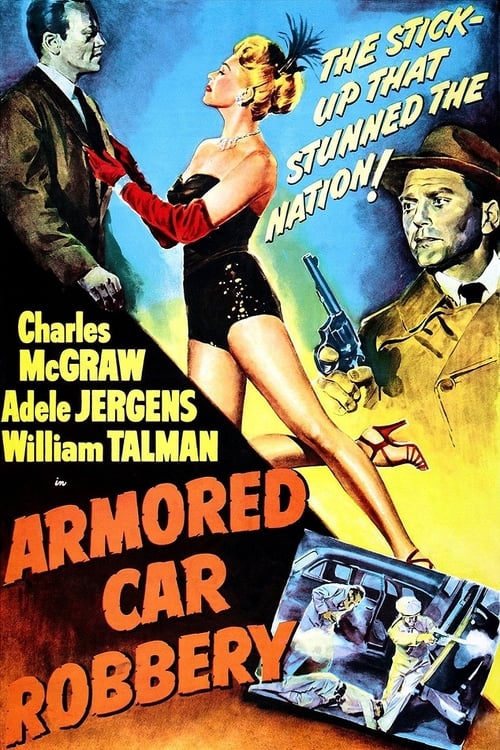 THE STICK-
UP THAT
STUNNED THE
NATION!
Charles
McGRAW
Adele JERGENS
William TALMAN
in
ARMORED
CAR
ROBBERY